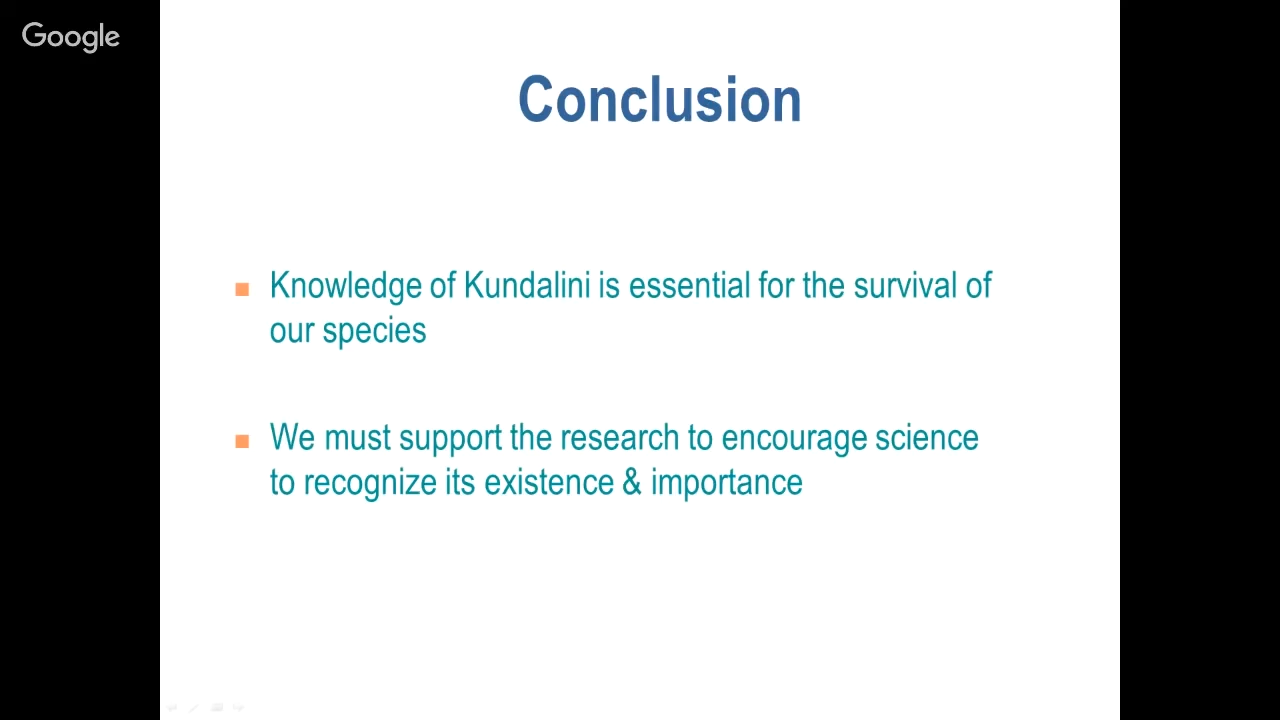 Google
Conclusion
Knowledge of Kundalini is essential for the survival of
our species
We must support the research to encourage science
to recognize its existence & importance